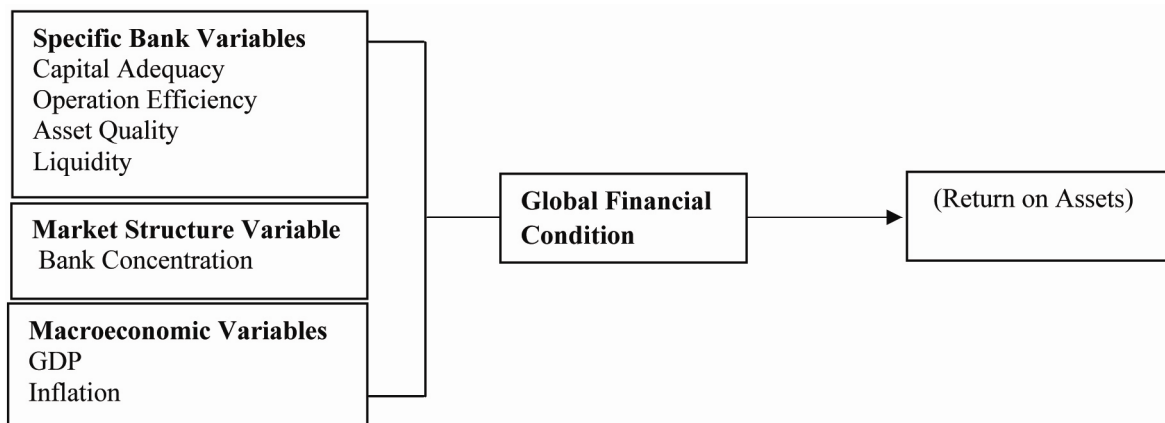 Specific Bank Variables
Capital Adequacy
Operation Efficiency
Asset Quality
Liquidity
Market Structure Variable
Bank Concentration
Macroeconomic Variables
GDP
Inflation
Global Financial
Condition
(Return on Assets)